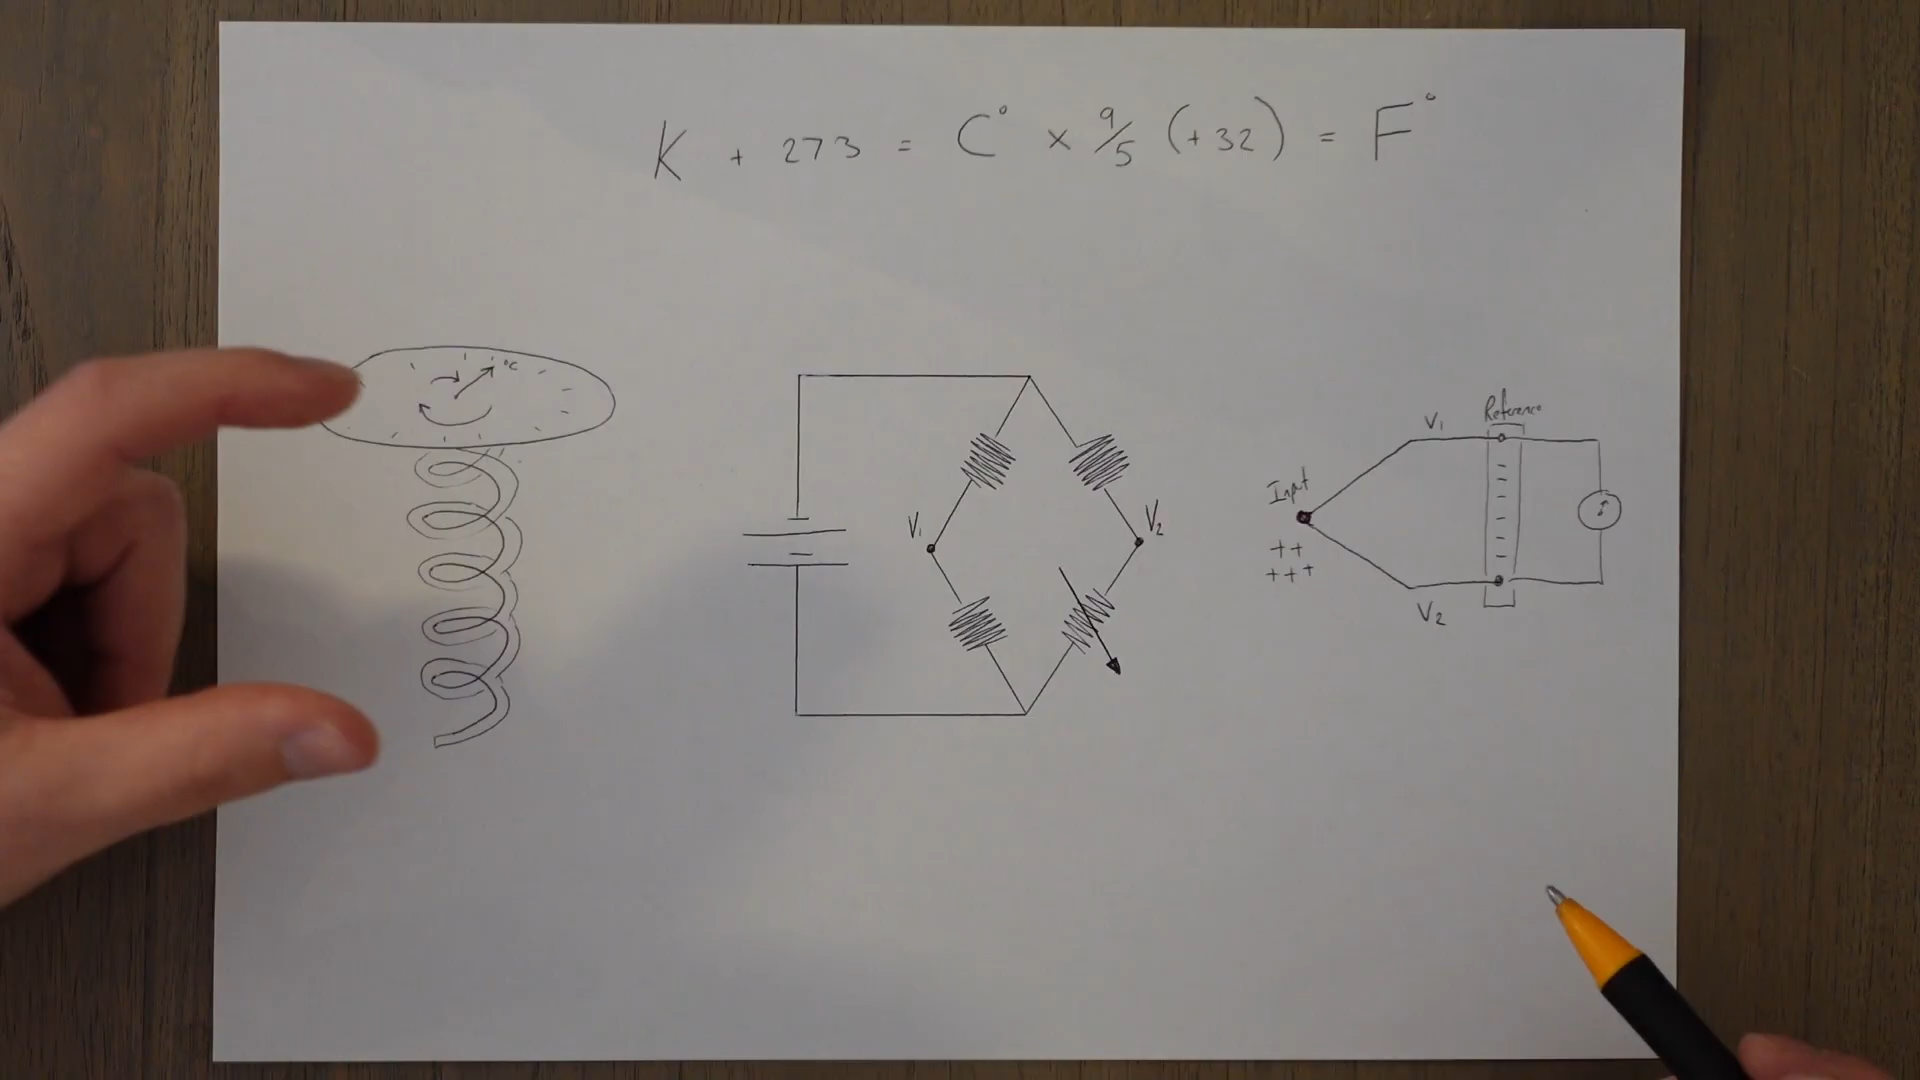 K + 273 = C° × 9/5 (+32) = F°
°C
V1
V2
Reference
V1
Input
++
+++
V2